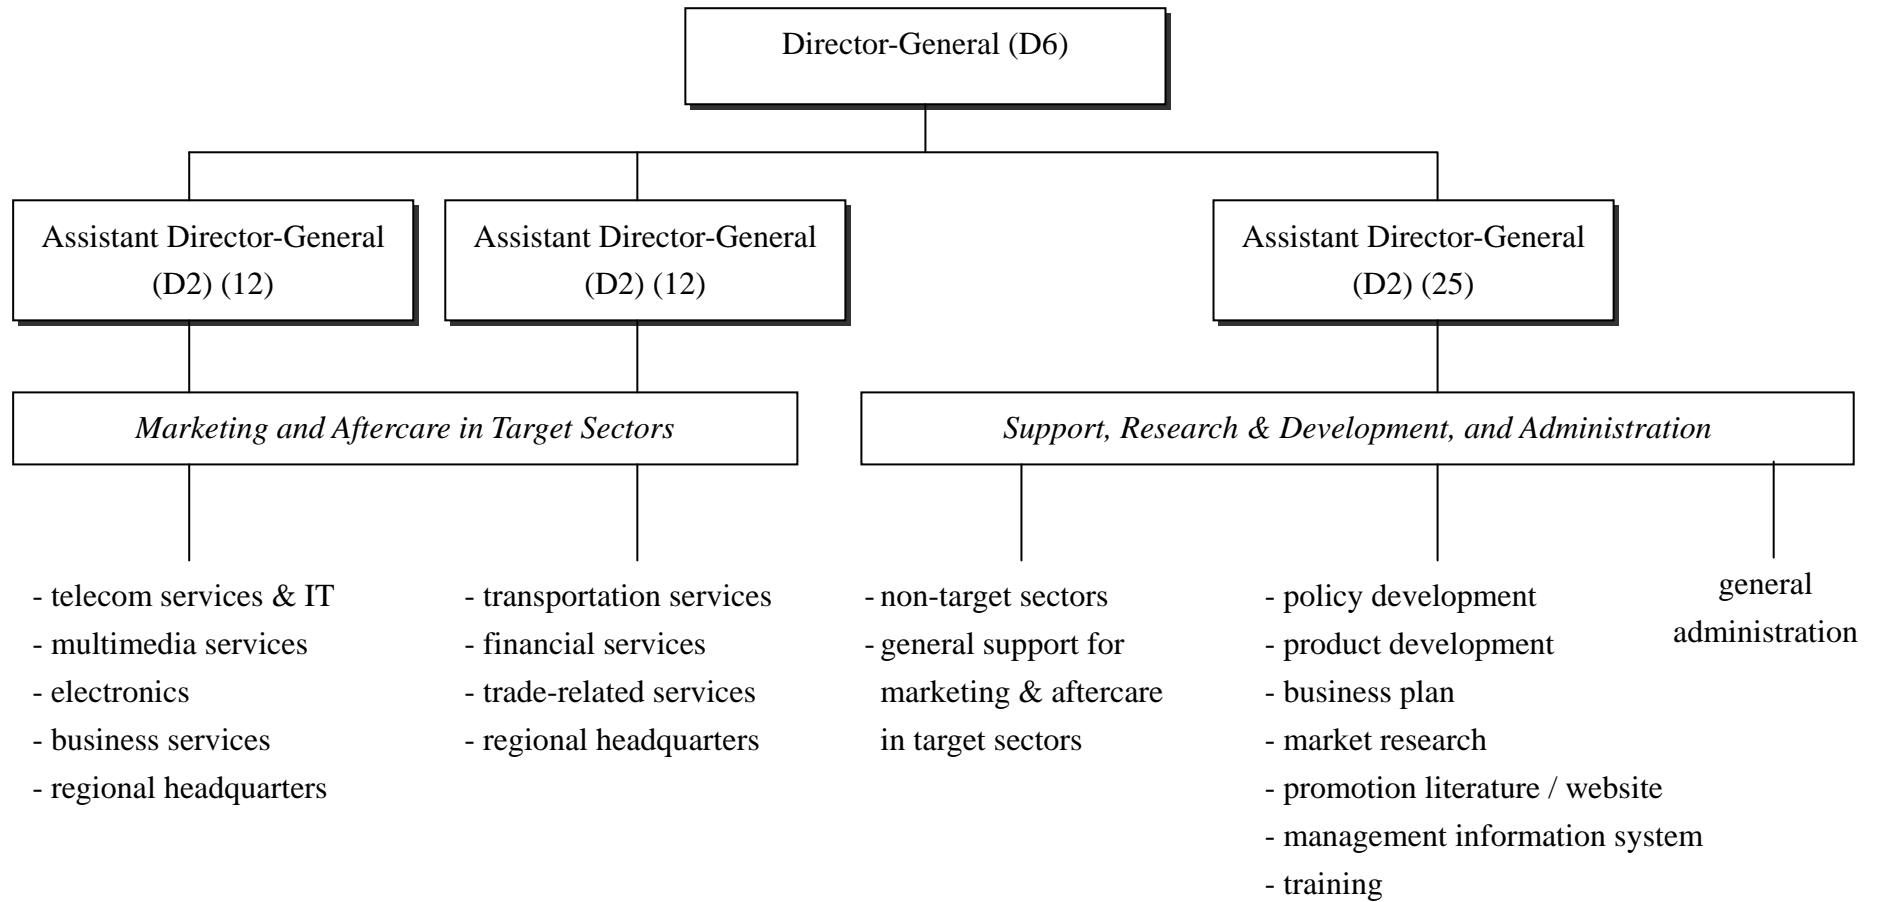 Director-General (D6)
Assistant Director-General
(D2) (12)
Assistant Director-General
(D2) (12)
Assistant Director-General
(D2) (25)
Marketing and Aftercare in Target Sectors
Support, Research & Development, and Administration
- telecom services & IT
- multimedia services
- electronics
- business services
- regional headquarters
- transportation services
- financial services
- trade-related services
- regional headquarters
- non-target sectors
- general support for
marketing & aftercare
in target sectors
- policy development
- product development
- business plan
- market research
- promotion literature / website
- management information system
- training
general
administration